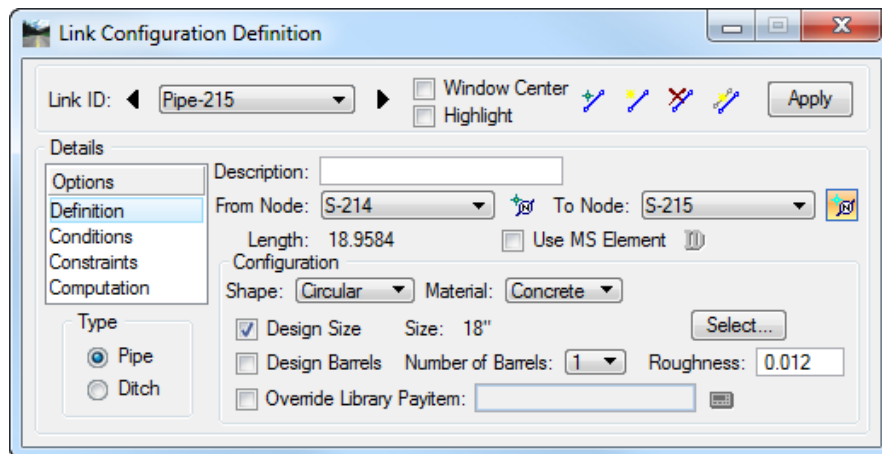 Link Configuration Definition
Link ID: Pipe-215 Window Center Apply
Highlight
Details
Options Description:
Definition From Node: S-214 To Node: S-215
Conditions Length: 18.9584 Use MS Element
Constraints Configuration
Computation Shape: Circular Material: Concrete
Type Design Size Size: 18" Select...
Pipe Design Barrels Number of Barrels: 1 Roughness: 0.012
Ditch Override Library Payitem: